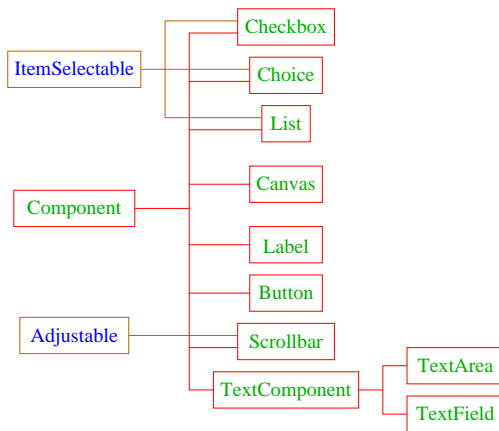 Checkbox
ItemSelectable
Choice
List
Canvas
Component
Label
Button
Adjustable
Scrollbar
TextArea
TextComponent
TextField